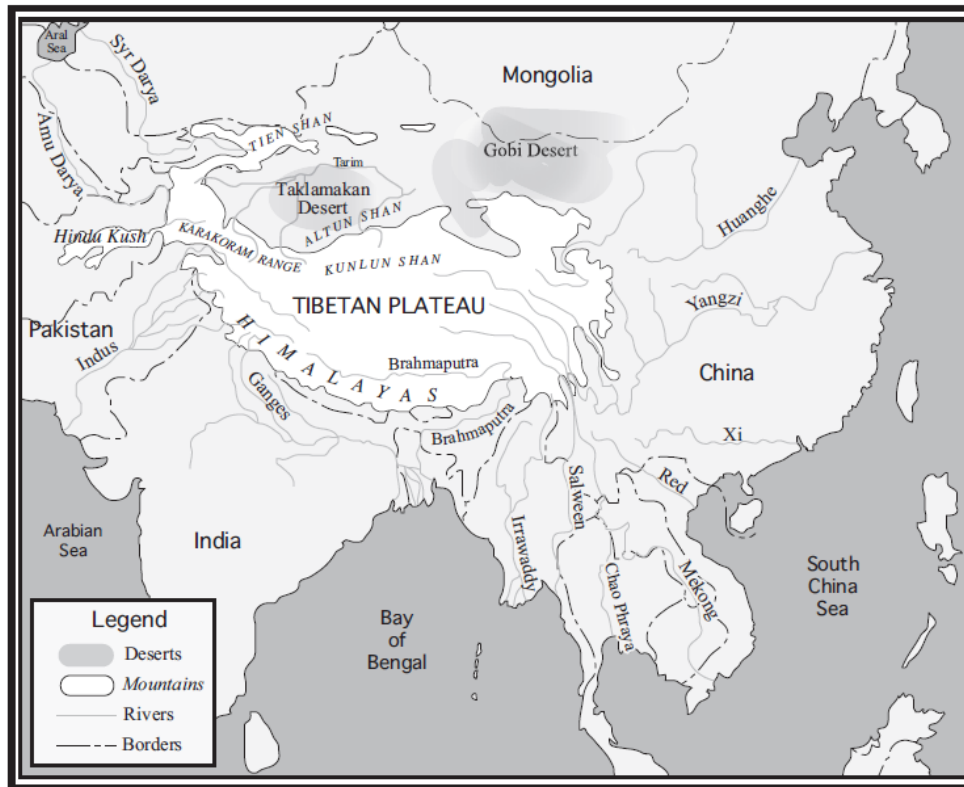 Aral
Sea
Syr Darya
Mongolia
Amu Darya
TIEN SHAN
Tarim
Gobi Desert
Taklamakan
Desert
ALTUN SHAN
Huanghe
Hindu Kush
KARAKORAM RANGE
KUNLUN SHAN
TIBETAN PLATEAU
Yangzi
Pakistan
Indus
HIMALAYAS
Brahmaputra
China
Ganges
Brahmaputra
Xi
Red
Salween
Arabian
Sea
India
Irrawaddy
Chao Phraya
Mekong
South
China
Sea
Bay
of
Bengal
Legend
Deserts
Mountains
Rivers
Borders